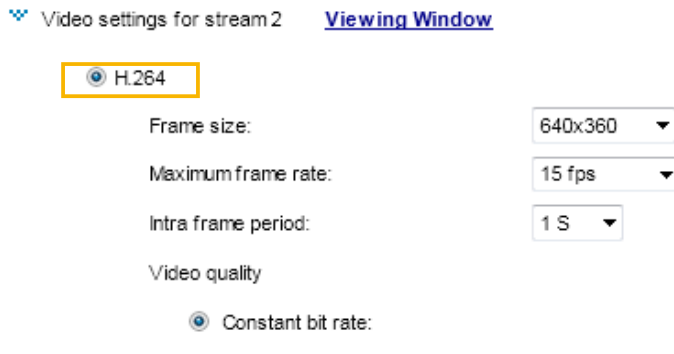 Video settings for stream 2 Viewing Window
H.264
Frame size: 640x360
Maximum frame rate: 15 fps
Intra frame period: 1 S
Video quality
Constant bit rate: